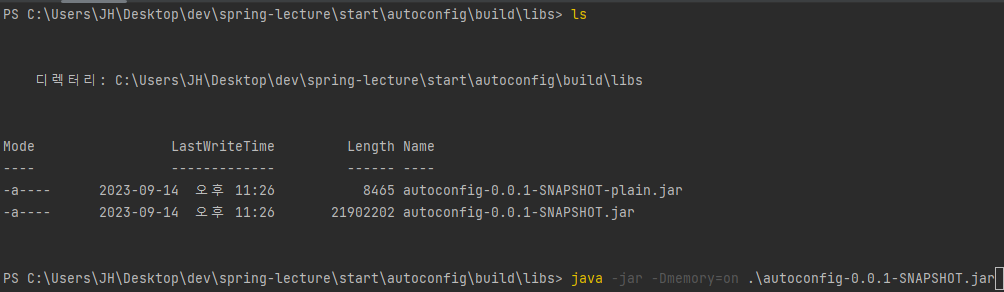 PS C:\Users\JH\Desktop\dev\spring-lecture\start\autoconfig\build\libs> ls
디렉터리: C:\Users\JH\Desktop\dev\spring-lecture\start\autoconfig\build\libs
Mode LastWriteTime Length Name
---- ------------- ------ ----
-a---- 2023-09-14 오후 11:26 8465 autoconfig-0.0.1-SNAPSHOT-plain.jar
-a---- 2023-09-14 오후 11:26 21902202 autoconfig-0.0.1-SNAPSHOT.jar
PS C:\Users\JH\Desktop\dev\spring-lecture\start\autoconfig\build\libs> java -jar -Dmemory=on .\autoconfig-0.0.1-SNAPSHOT.jar